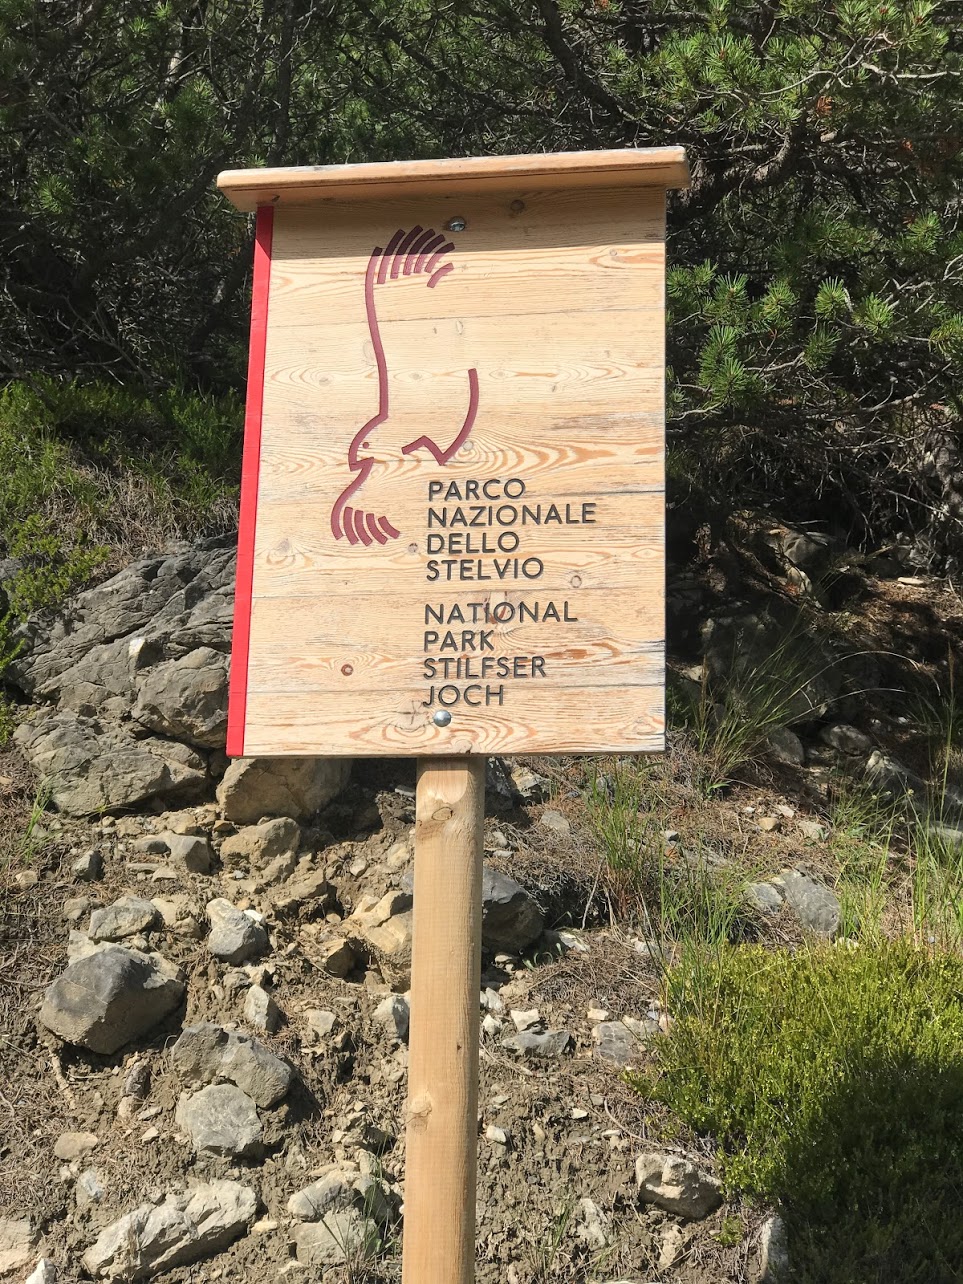 PARCO
NAZIONALE
DELLO
STELVIO
NATIONAL
PARK
STILFSER
JOCH